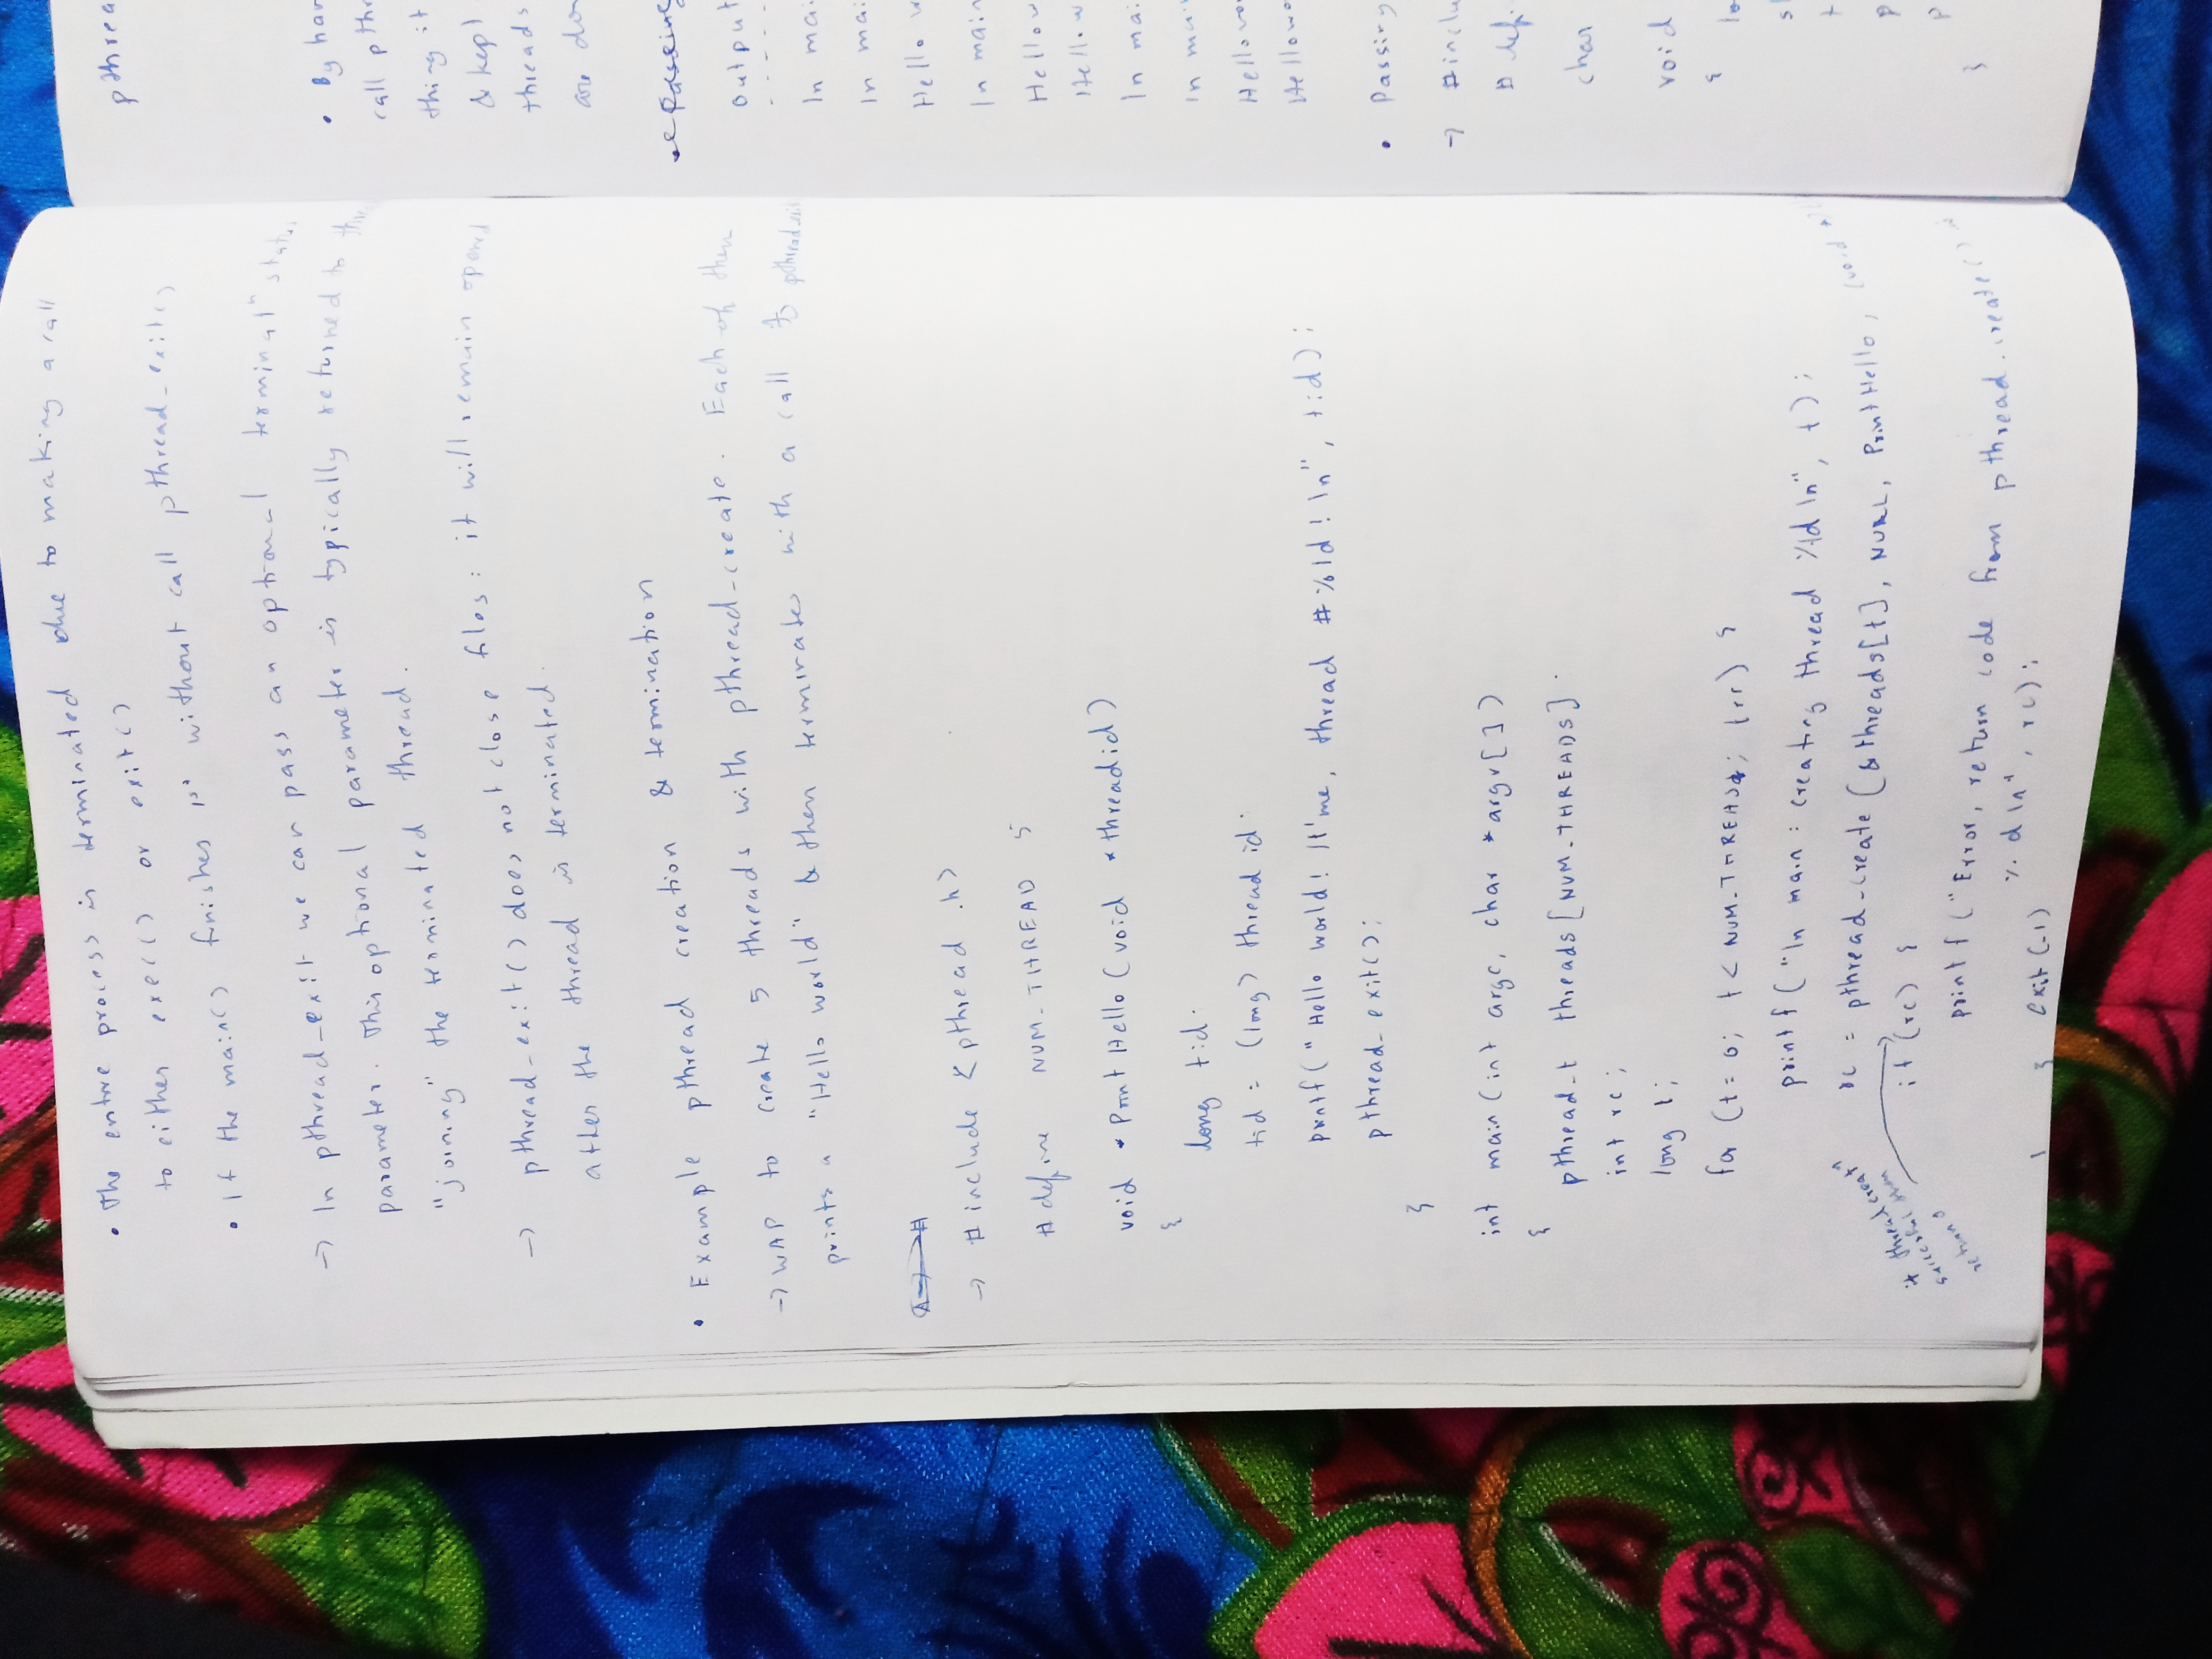 • The entire process is terminated due to making a call
to either exec() or exit()
• If the main() finishes 1st without call pthread_exit()
→ In pthread_exit we can pass an optional terminal" stat
parameter. This optional parameter is typically returned to
"joining" the terminated thread.
→ pthread_exit() does not close files: it will remain opened
after the thread is terminated.
• Example pthread creation & termination
→ WAP to create 5 threads with pthread_create. Each of them
prints a "Hello world" & then terminates with a call to pthread_exit
→ #include <pthread.h>
#define NUM_THREAD 5
void *PrintHello(void *threadid)
{
long tid.
tid = (long) threadid.
printf("Hello world! It'me, thread #%ld!\n", tid);
pthread_exit();
}
int main(int argc, char *argv[])
{
pthread_t threads[NUM_THREADS].
int rc;
long t;
for (t=0; t< NUM_THREADS; t++) {
printf("In main: creating thread %ld\n", t);
rc = pthread_create(&threads[t], NULL, PrintHello, (void *
if (rc) {
* thread creat
successful
return 0
printf("Error, return code from pthread_create() is
%d\n", rc);
exit(-1)
}
}
pthrea
• By
call pthr
thing it
& kept
threads
are
Passing
output
In mai
In mai
Hello w
In main
Hello w
Hello w
In mai
In mai
Hello wo
Hello wo
• Passing
→ #inclu
# def
char
void
{ lo
s
t
p
p
}